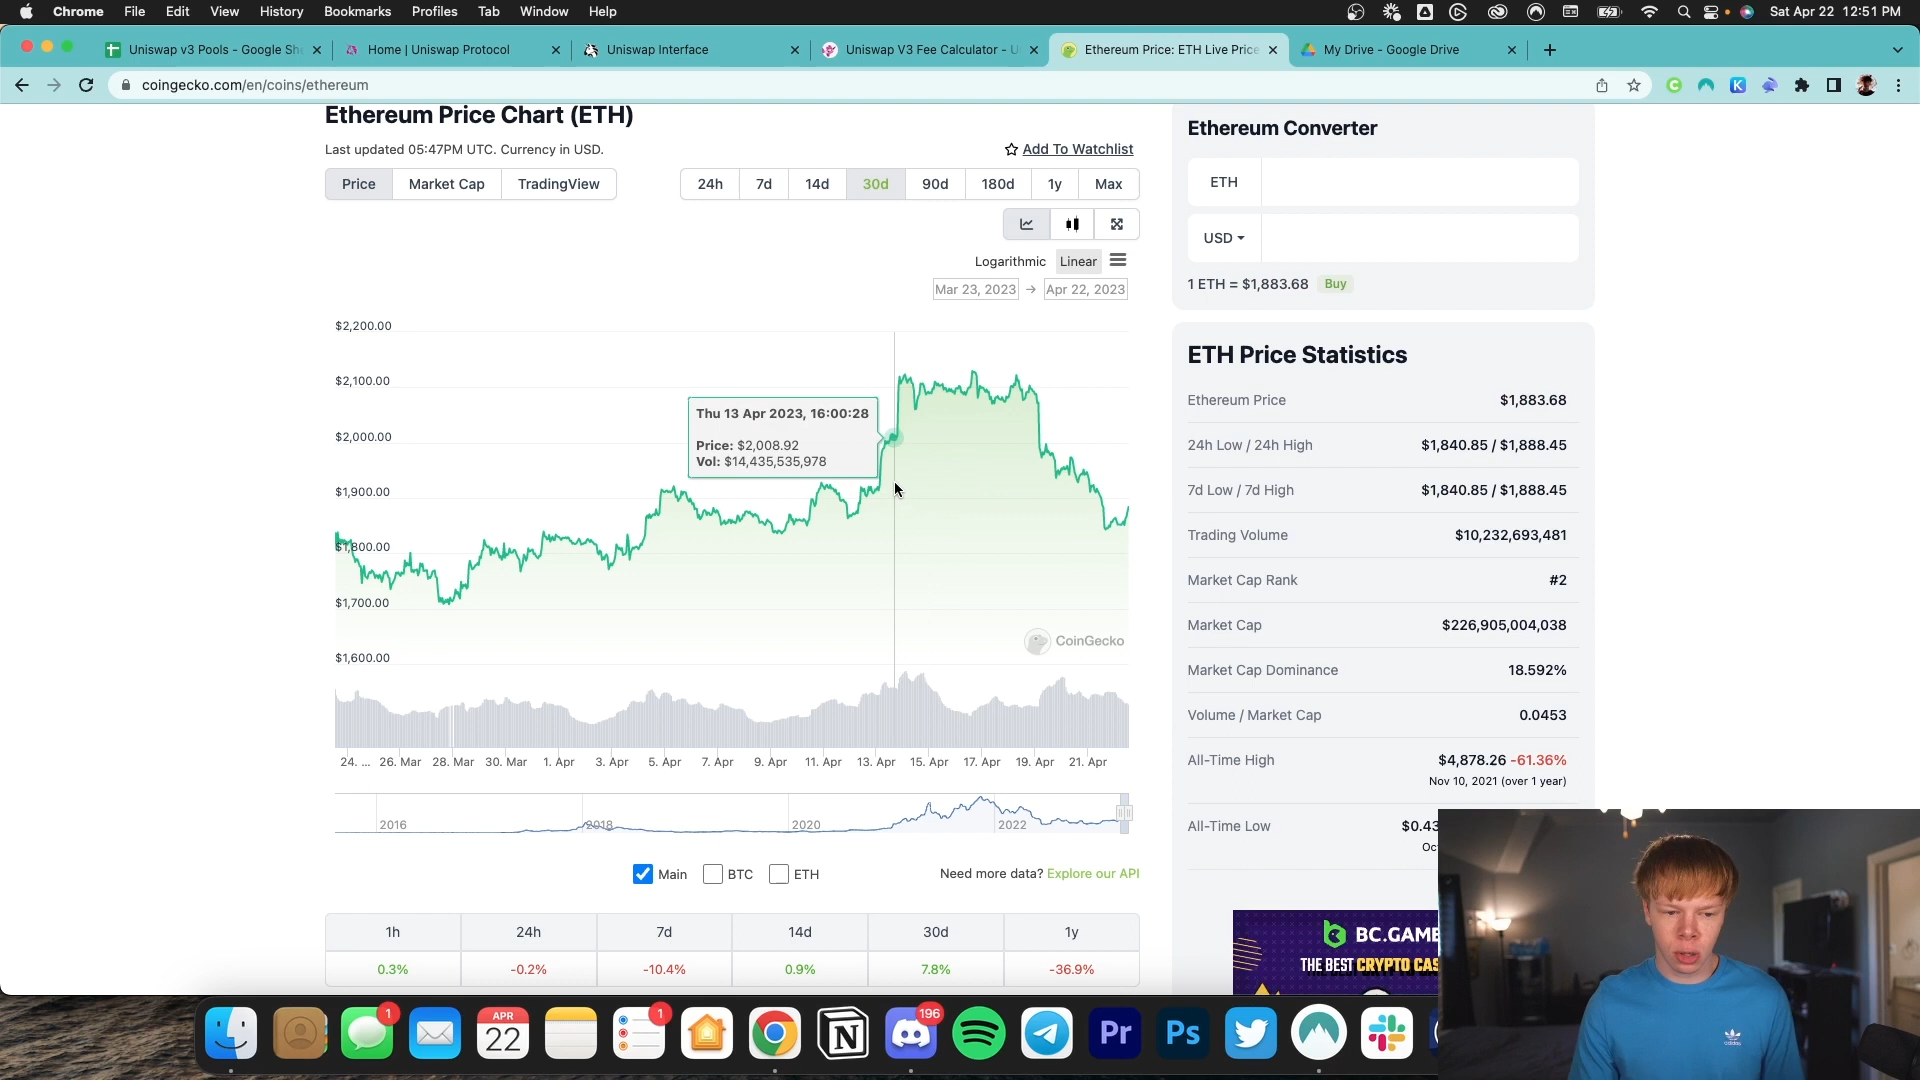 Chrome File Edit View History Bookmarks Profiles Tab Window Help
Sat Apr 22 12:51 PM
Uniswap v3 Pools - Google She
Home | Uniswap Protocol
Uniswap Interface
Uniswap V3 Fee Calculator - U
Ethereum Price: ETH Live Price
My Drive - Google Drive
coingecko.com/en/coins/ethereum
Ethereum Price Chart (ETH)
Last updated 05:47PM UTC. Currency in USD.
Add To Watchlist
Price Market Cap TradingView
24h 7d 14d 30d 90d 180d 1y Max
Logarithmic Linear
Mar 23, 2023 → Apr 22, 2023
$2,200.00
$2,100.00
$2,000.00
$1,900.00
$1,800.00
$1,700.00
$1,600.00
Thu 13 Apr 2023, 16:00:28
Price: $2,008.92
Vol: $14,435,535,978
CoinGecko
24. ... 26. Mar 28. Mar 30. Mar 1. Apr 3. Apr 5. Apr 7. Apr 9. Apr 11. Apr 13. Apr 15. Apr 17. Apr 19. Apr 21. Apr
2016 2018 2020 2022
Main BTC ETH
Need more data? Explore our API
1h 24h 7d 14d 30d 1y
0.3% -0.2% -10.4% 0.9% 7.8% -36.9%
Ethereum Converter
ETH
USD
1 ETH = $1,883.68 Buy
ETH Price Statistics
Ethereum Price $1,883.68
24h Low / 24h High $1,840.85 / $1,888.45
7d Low / 7d High $1,840.85 / $1,888.45
Trading Volume $10,232,693,481
Market Cap Rank #2
Market Cap $226,905,004,038
Market Cap Dominance 18.592%
Volume / Market Cap 0.0453
All-Time High $4,878.26 -61.36%
Nov 10, 2021 (over 1 year)
All-Time Low $0.43
Oc
BC.GAME
THE BEST CRYPTO CAS
1
APR
22
1
N
196
Pr
Ps
adidas